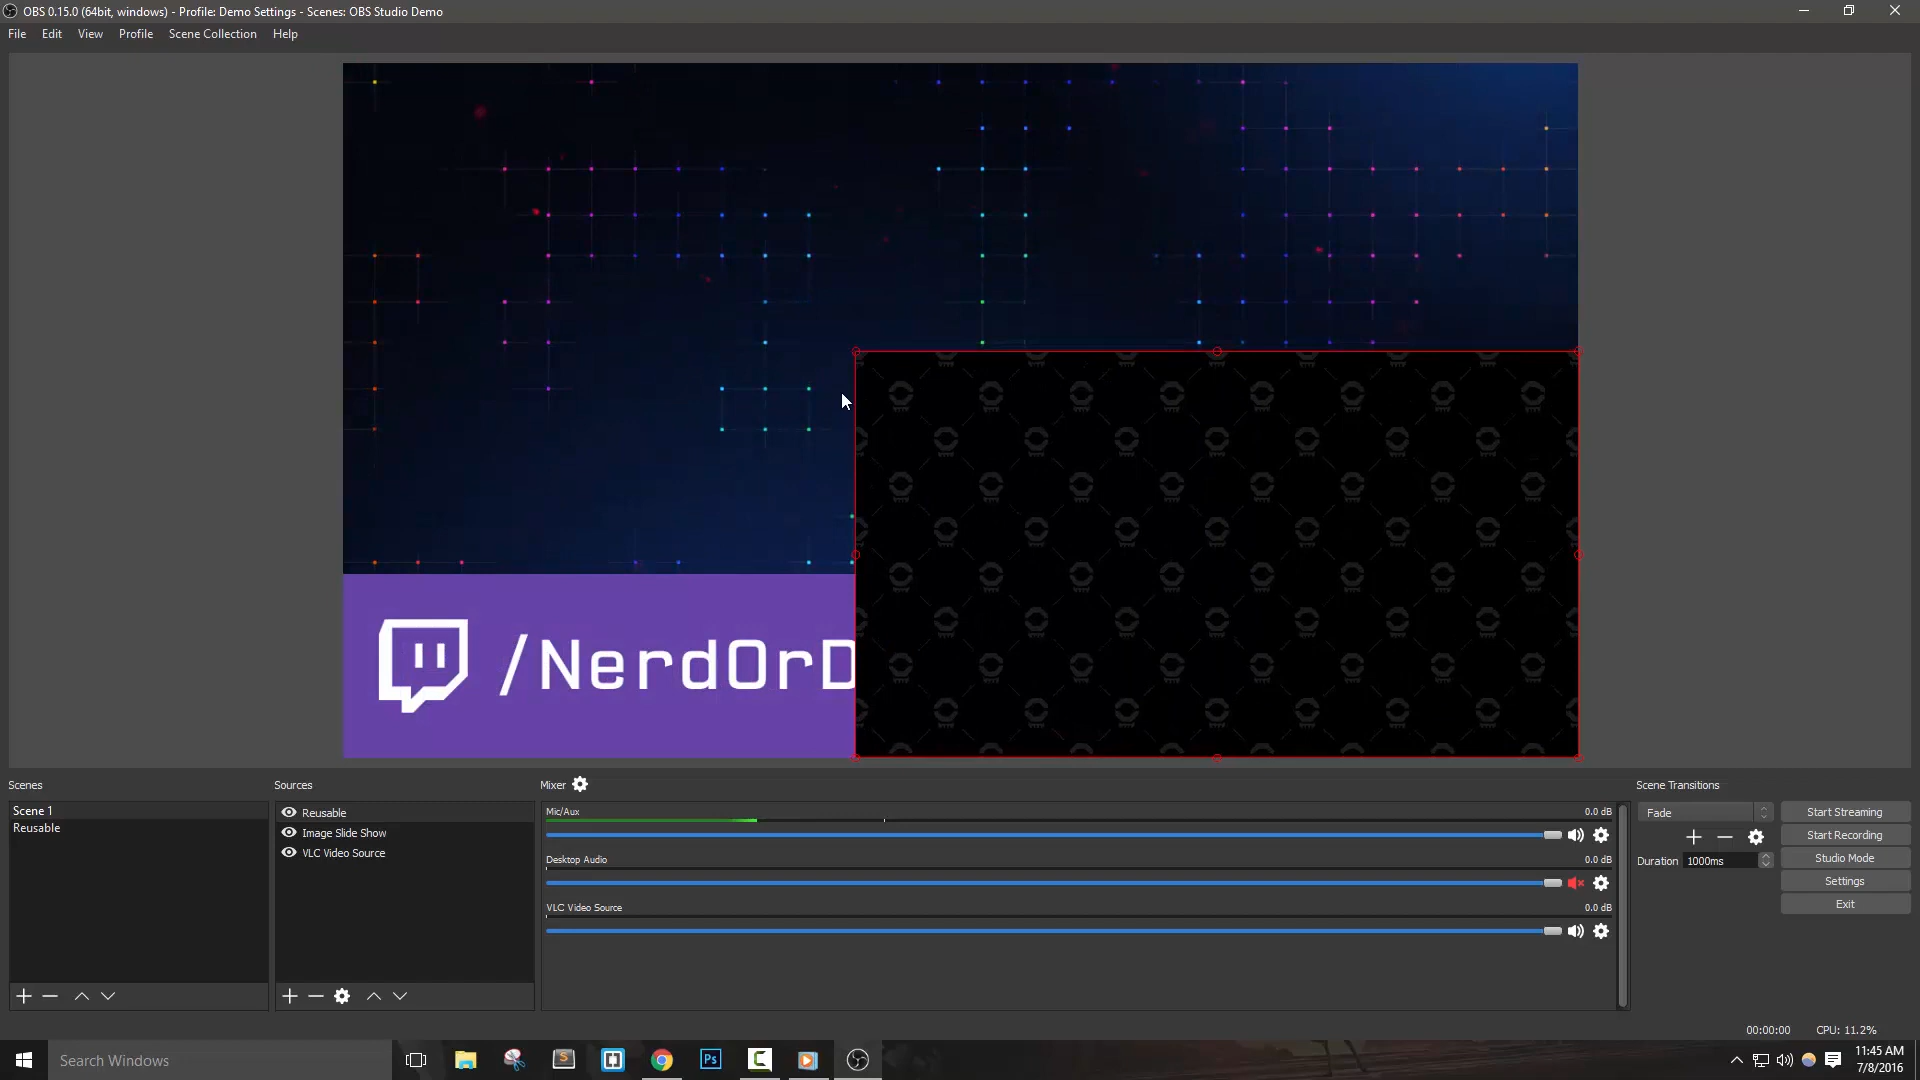 OBS 0.15.0 (64bit, windows) - Profile: Demo Settings - Scenes: OBS Studio Demo
File Edit View Profile Scene Collection Help
/NerdOrD
Scenes
Scene 1
Reusable
Sources
Reusable
Image Slide Show
VLC Video Source
Mixer
Mic/Aux 0.0 dB
Desktop Audio 0.0 dB
VLC Video Source 0.0 dB
Scene Transitions
Fade
Duration 1000ms
Start Streaming
Start Recording
Studio Mode
Settings
Exit
00:00:00 CPU: 11.2%
Search Windows
S
Ps
C
11:45 AM
7/8/2016